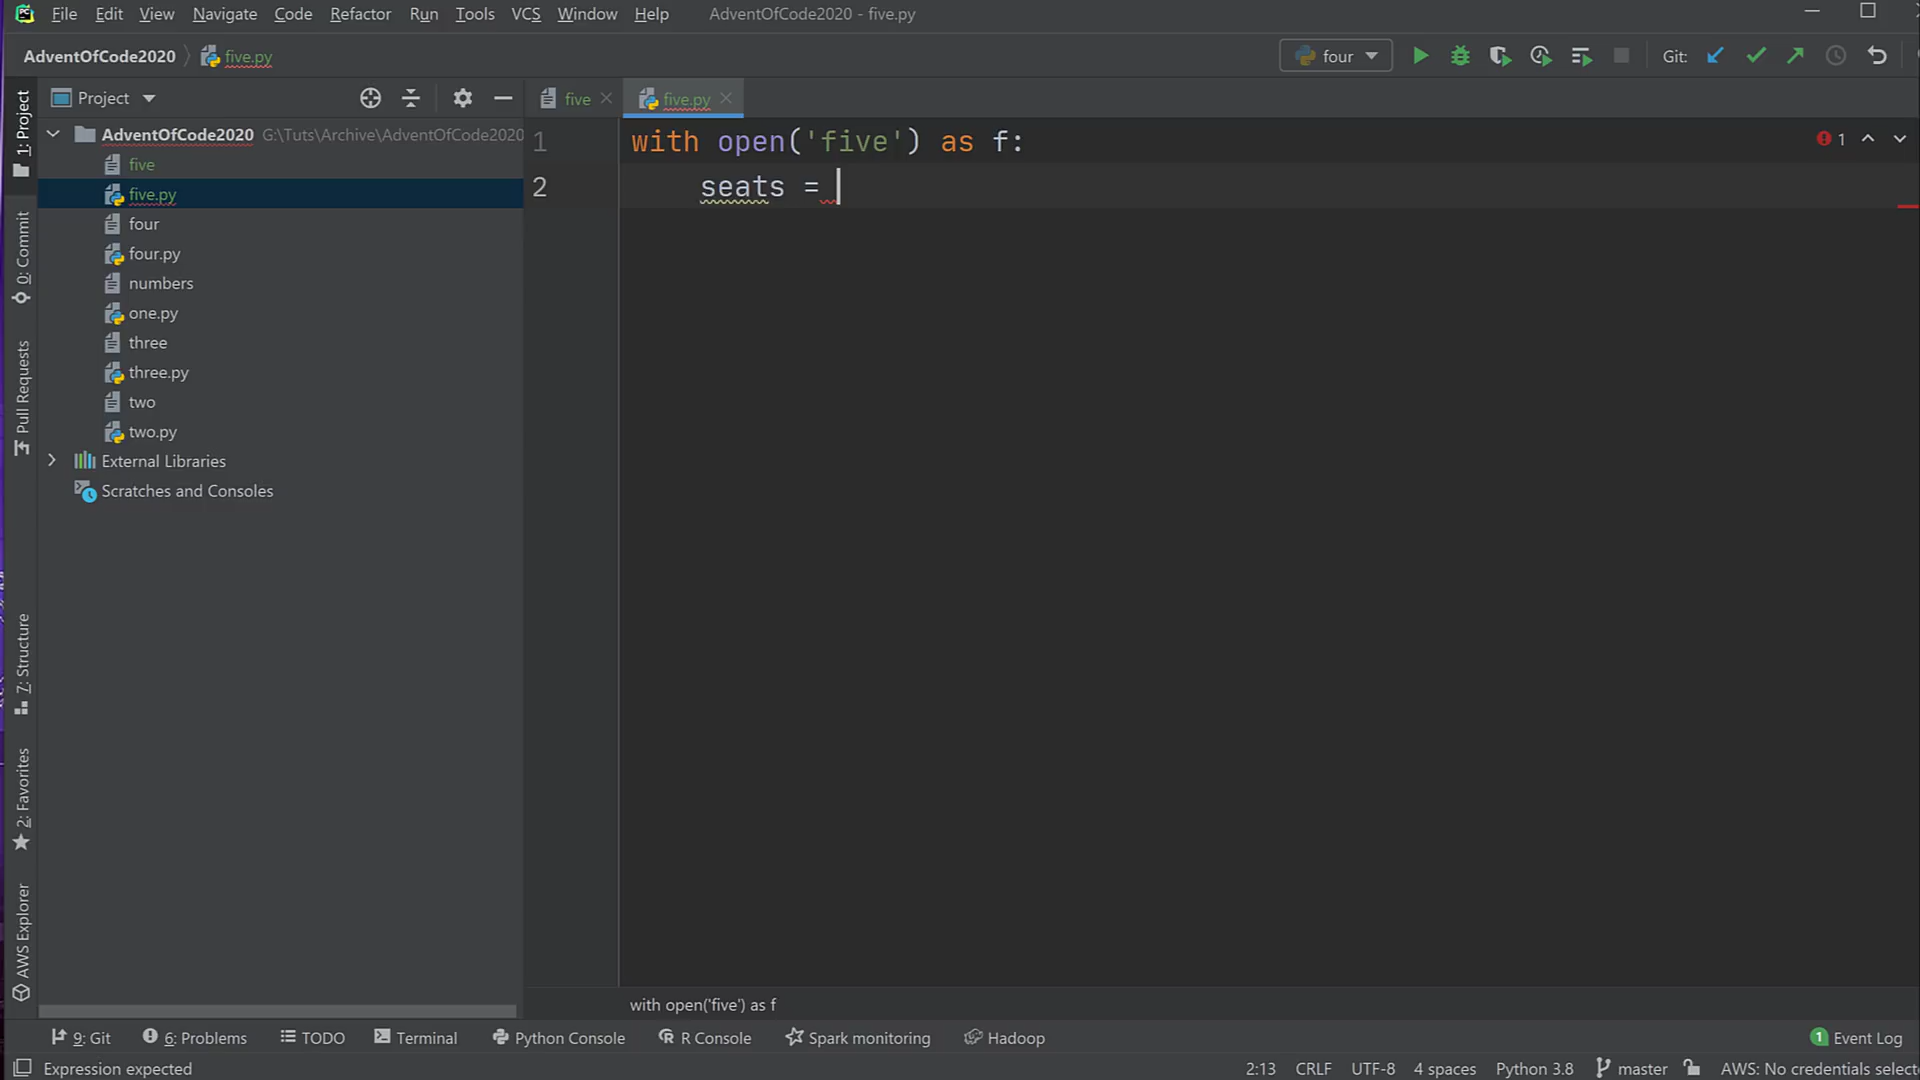 File Edit View Navigate Code Refactor Run Tools VCS Window Help AdventOfCode2020 - five.py
AdventOfCode2020 five.py four Git:
1: Project
0: Commit
Pull Requests
7: Structure
2: Favorites
AWS Explorer
Project
AdventOfCode2020 G:\Tuts\Archive\AdventOfCode2020
five
five.py
four
four.py
numbers
one.py
three
three.py
two
two.py
External Libraries
Scratches and Consoles
five five.py
1 with open('five') as f:
2 seats =
1
with open('five') as f
9: Git 6: Problems TODO Terminal Python Console R Console Spark monitoring Hadoop 1 Event Log
Expression expected 2:13 CRLF UTF-8 4 spaces Python 3.8 master AWS: No credentials select